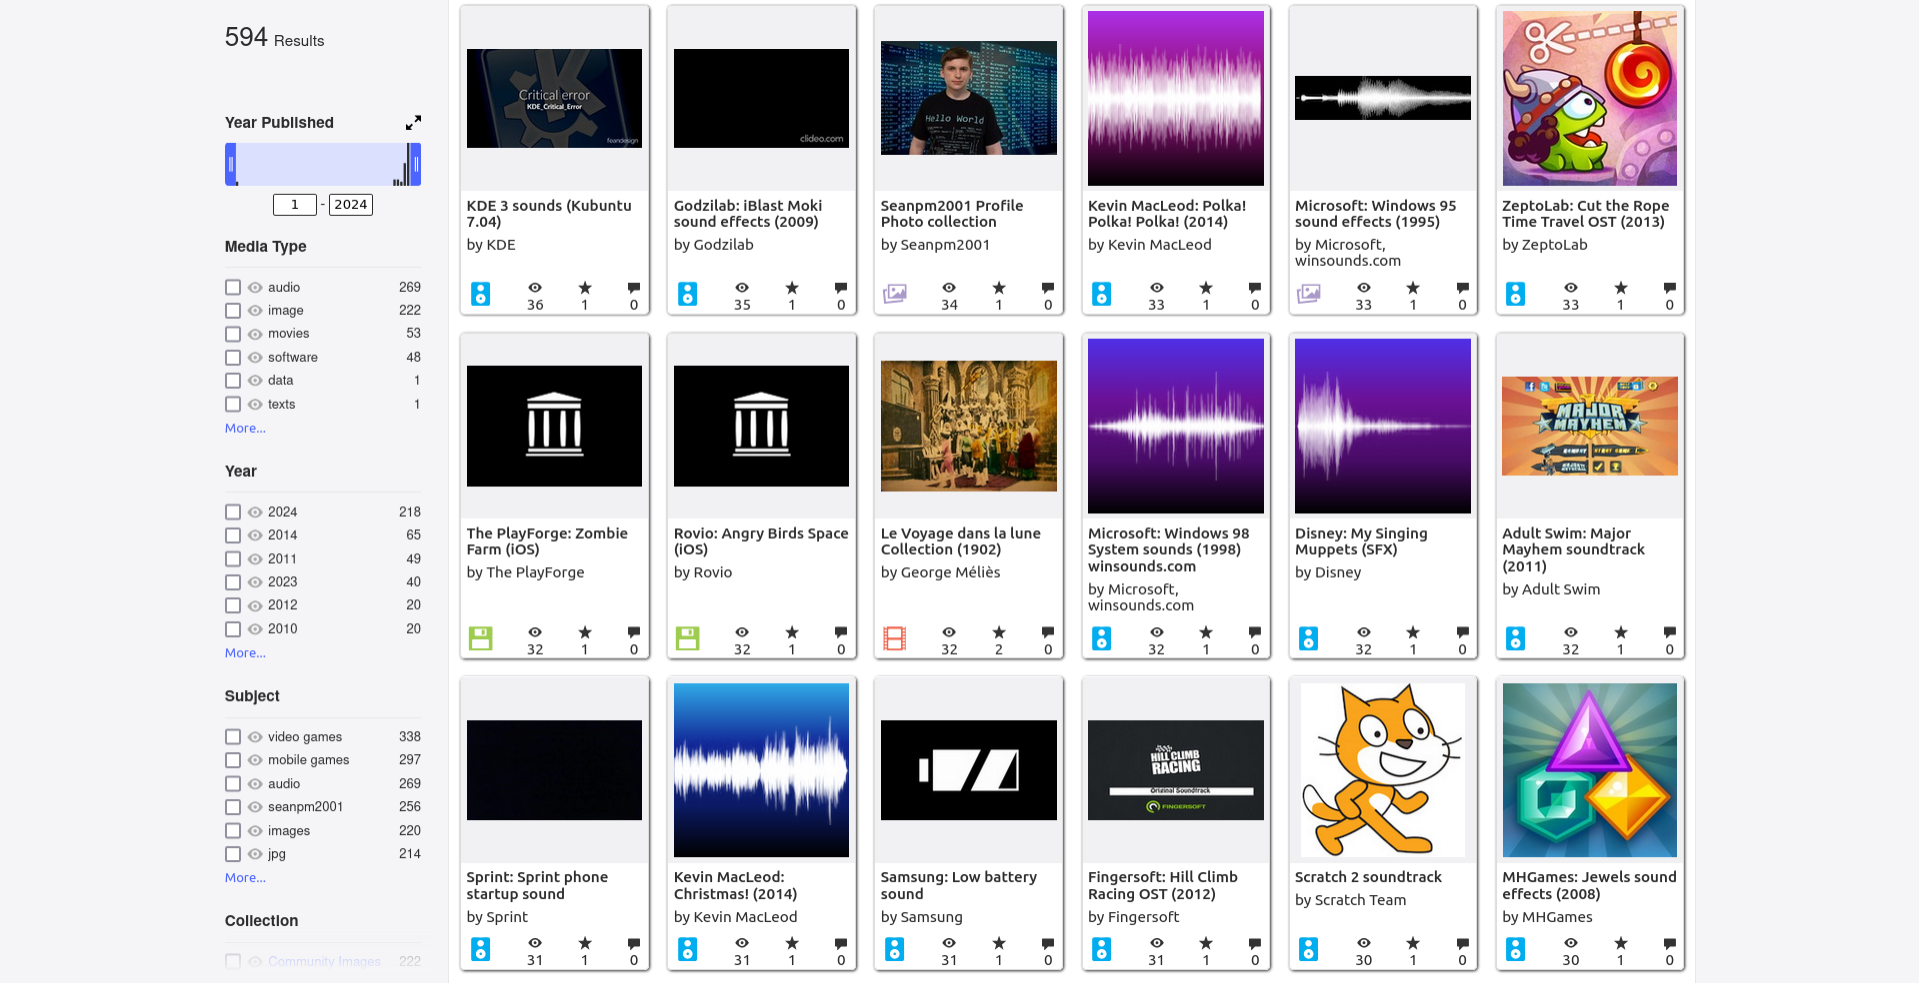 594 Results
Year Published
1 - 2024
Media Type
audio 269
image 222
movies 53
software 48
data 1
texts 1
More...
Year
2024 218
2014 65
2011 49
2023 40
2012 20
2010 20
More...
Subject
video games 338
mobile games 297
audio 269
seanpm2001 256
images 220
jpg 214
More...
Collection
Community Images 222
Critical error
KDE_Critical_Error
feandesign
KDE 3 sounds (Kubuntu
7.04)
by KDE
36 1 0
clideo.com
Godzilab: iBlast Moki
sound effects (2009)
by Godzilab
35 1 0
Hello World
Seanpm2001 Profile
Photo collection
by Seanpm2001
34 1 0
Kevin MacLeod: Polka!
Polka! Polka! (2014)
by Kevin MacLeod
33 1 0
Microsoft: Windows 95
sound effects (1995)
by Microsoft,
winsounds.com
33 1 0
ZeptoLab: Cut the Rope
Time Travel OST (2013)
by ZeptoLab
33 1 0
The PlayForge: Zombie
Farm (iOS)
by The PlayForge
32 1 0
Rovio: Angry Birds Space
(iOS)
by Rovio
32 1 0
Le Voyage dans la lune
Collection (1902)
by George Méliès
32 2 0
Microsoft: Windows 98
System sounds (1998)
winsounds.com
by Microsoft,
winsounds.com
32 1 0
Disney: My Singing
Muppets (SFX)
by Disney
32 1 0
MAJOR
MAYHEM
Adult Swim: Major
Mayhem soundtrack
(2011)
by Adult Swim
32 1 0
Sprint: Sprint phone
startup sound
by Sprint
31 1 0
Kevin MacLeod:
Christmas! (2014)
by Kevin MacLeod
31 1 0
Samsung: Low battery
sound
by Samsung
31 1 0
HILL CLIMB
RACING
Original Soundtrack
FINGERSOFT
Fingersoft: Hill Climb
Racing OST (2012)
by Fingersoft
31 1 0
Scratch 2 soundtrack
by Scratch Team
30 1 0
MHGames: Jewels sound
effects (2008)
by MHGames
30 1 0